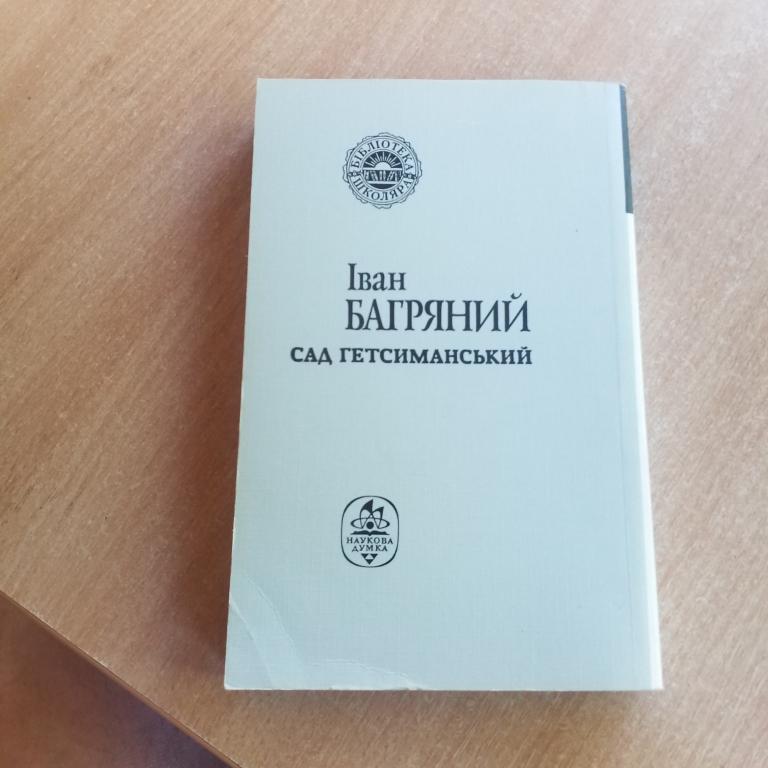 БІБЛІОТЕКА
ШКОЛЯРА
Іван
БАГРЯНИЙ
САД ГЕТСИМАНСЬКИЙ
НАУКОВА
ДУМКА